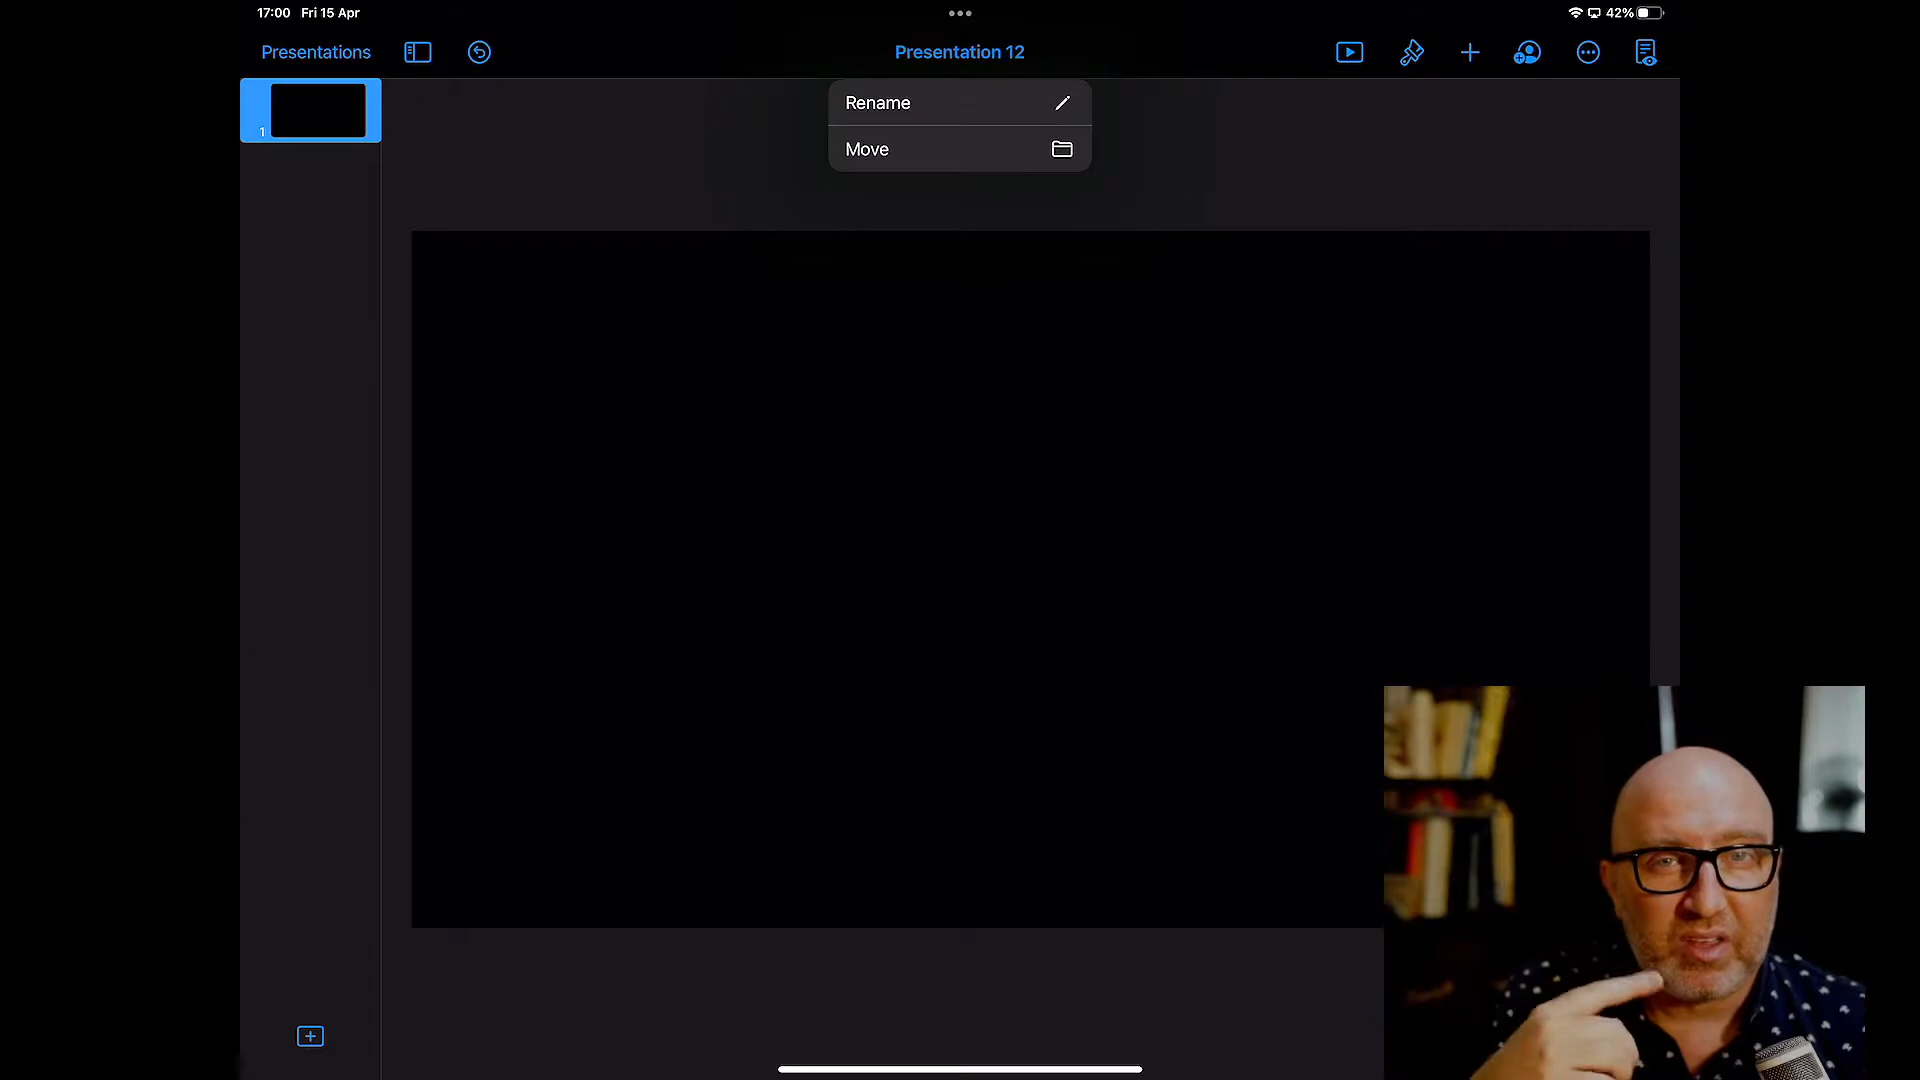 17:00 Fri 15 Apr
42%
Presentations
Presentation 12
Rename
Move
1